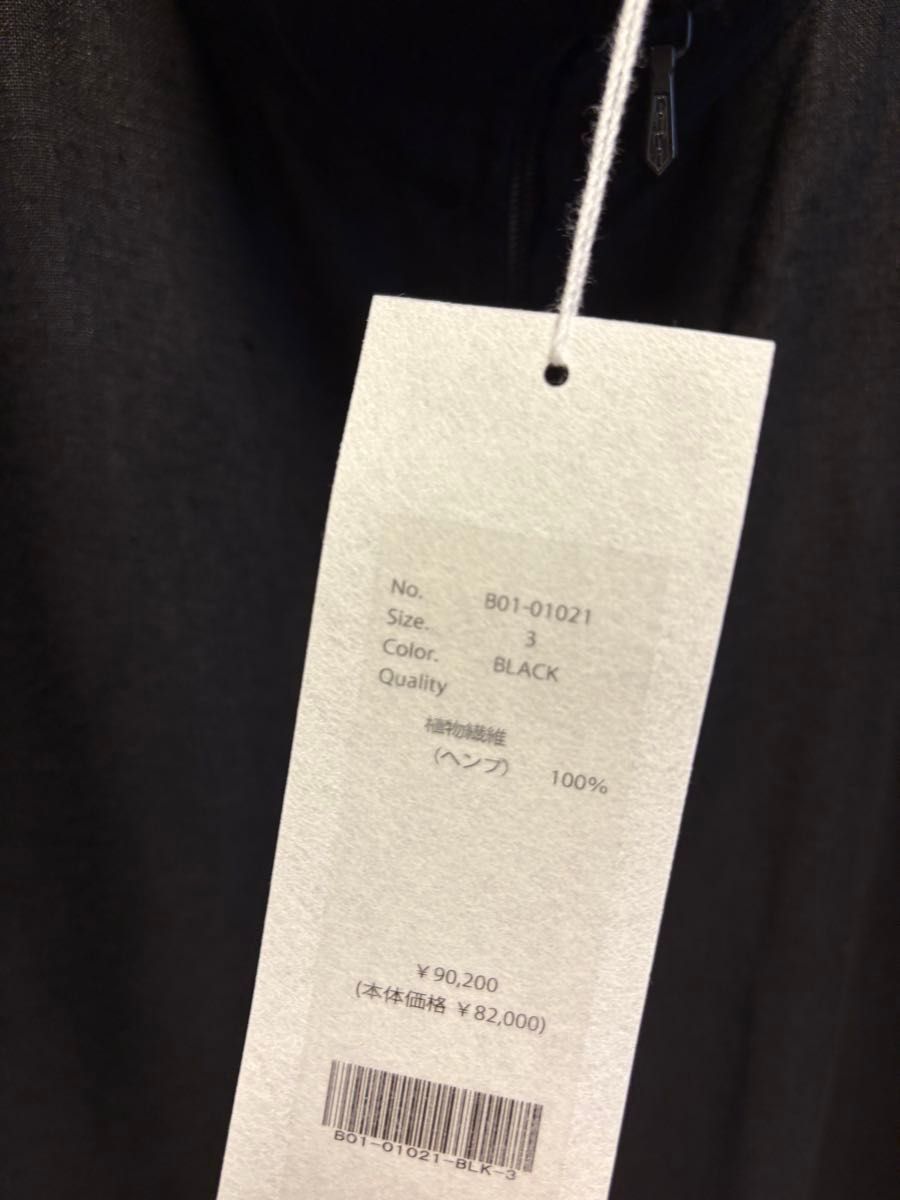 No. B01-01021
Size. 3
Color. BLACK
Quality
植物繊維
(ヘンプ) 100%
¥90,200
(本体価格 ¥82,000)
B01-01021-BLK-3